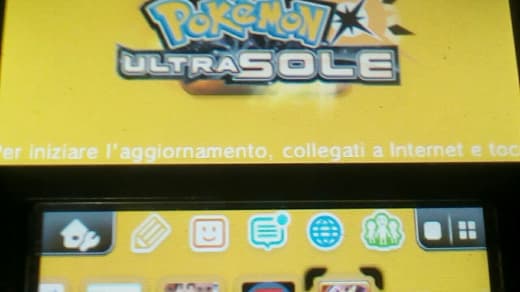 POKÉMON
ULTRASOLE
Per iniziare l'aggiornamento, collegati a Internet e toc